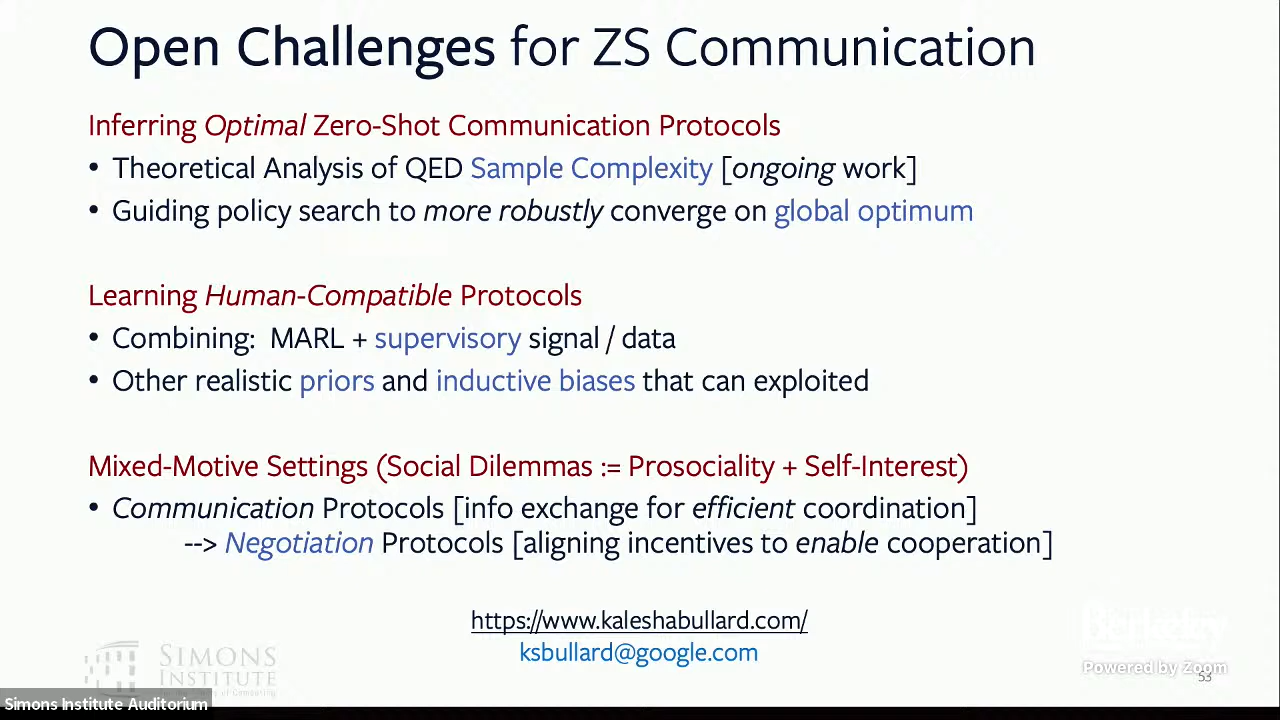 Open Challenges for ZS Communication
Inferring Optimal Zero-Shot Communication Protocols
• Theoretical Analysis of QED Sample Complexity [ongoing work]
• Guiding policy search to more robustly converge on global optimum
Learning Human-Compatible Protocols
• Combining: MARL + supervisory signal / data
• Other realistic priors and inductive biases that can exploited
Mixed-Motive Settings (Social Dilemmas := Prosociality + Self-Interest)
• Communication Protocols [info exchange for efficient coordination]
--> Negotiation Protocols [aligning incentives to enable cooperation]
https://www.kaleshabullard.com/
ksbullard@google.com
SIMONS
INSTITUTE
Berkeley
Powered by Zoom
53
Simons Institute Auditorium